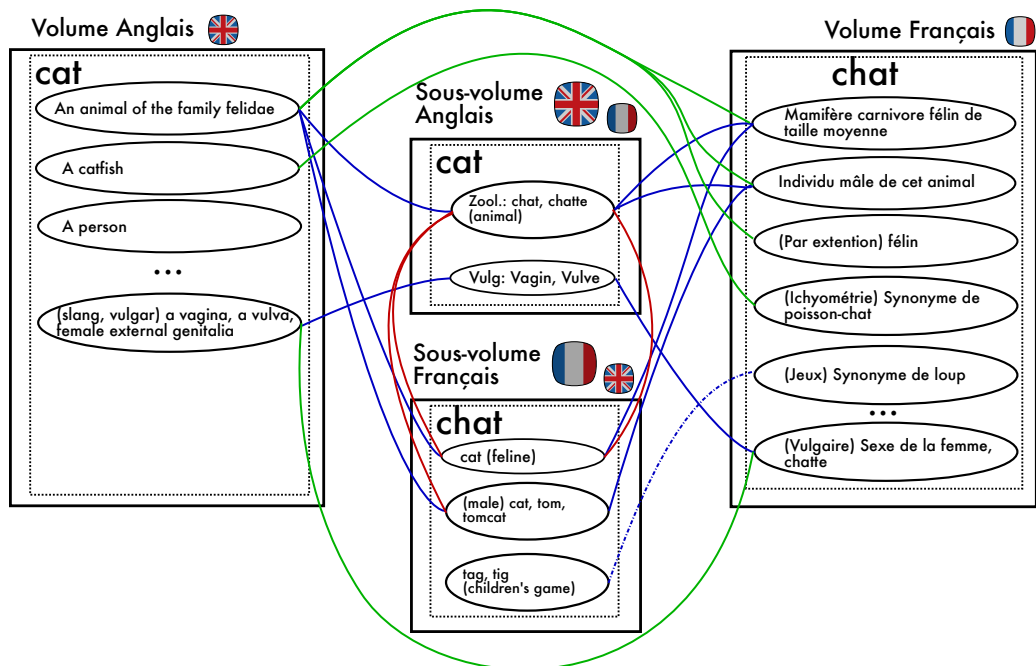 Volume Anglais
cat
An animal of the family felidae
A catfish
A person
...
(slang, vulgar) a vagina, a vulva,
female external genitalia
Sous-volume
Anglais
cat
Zool.: chat, chatte
(animal)
Vulg: Vagin, Vulve
Sous-volume
Français
chat
cat (feline)
(male) cat, tom,
tomcat
tag, tig
(children's game)
Volume Français
chat
Mamifère carnivore félin de
taille moyenne
Individu mâle de cet animal
(Par extention) félin
(Ichyométrie) Synonyme de
poisson-chat
(Jeux) Synonyme de loup
...
(Vulgaire) Sexe de la femme,
chatte